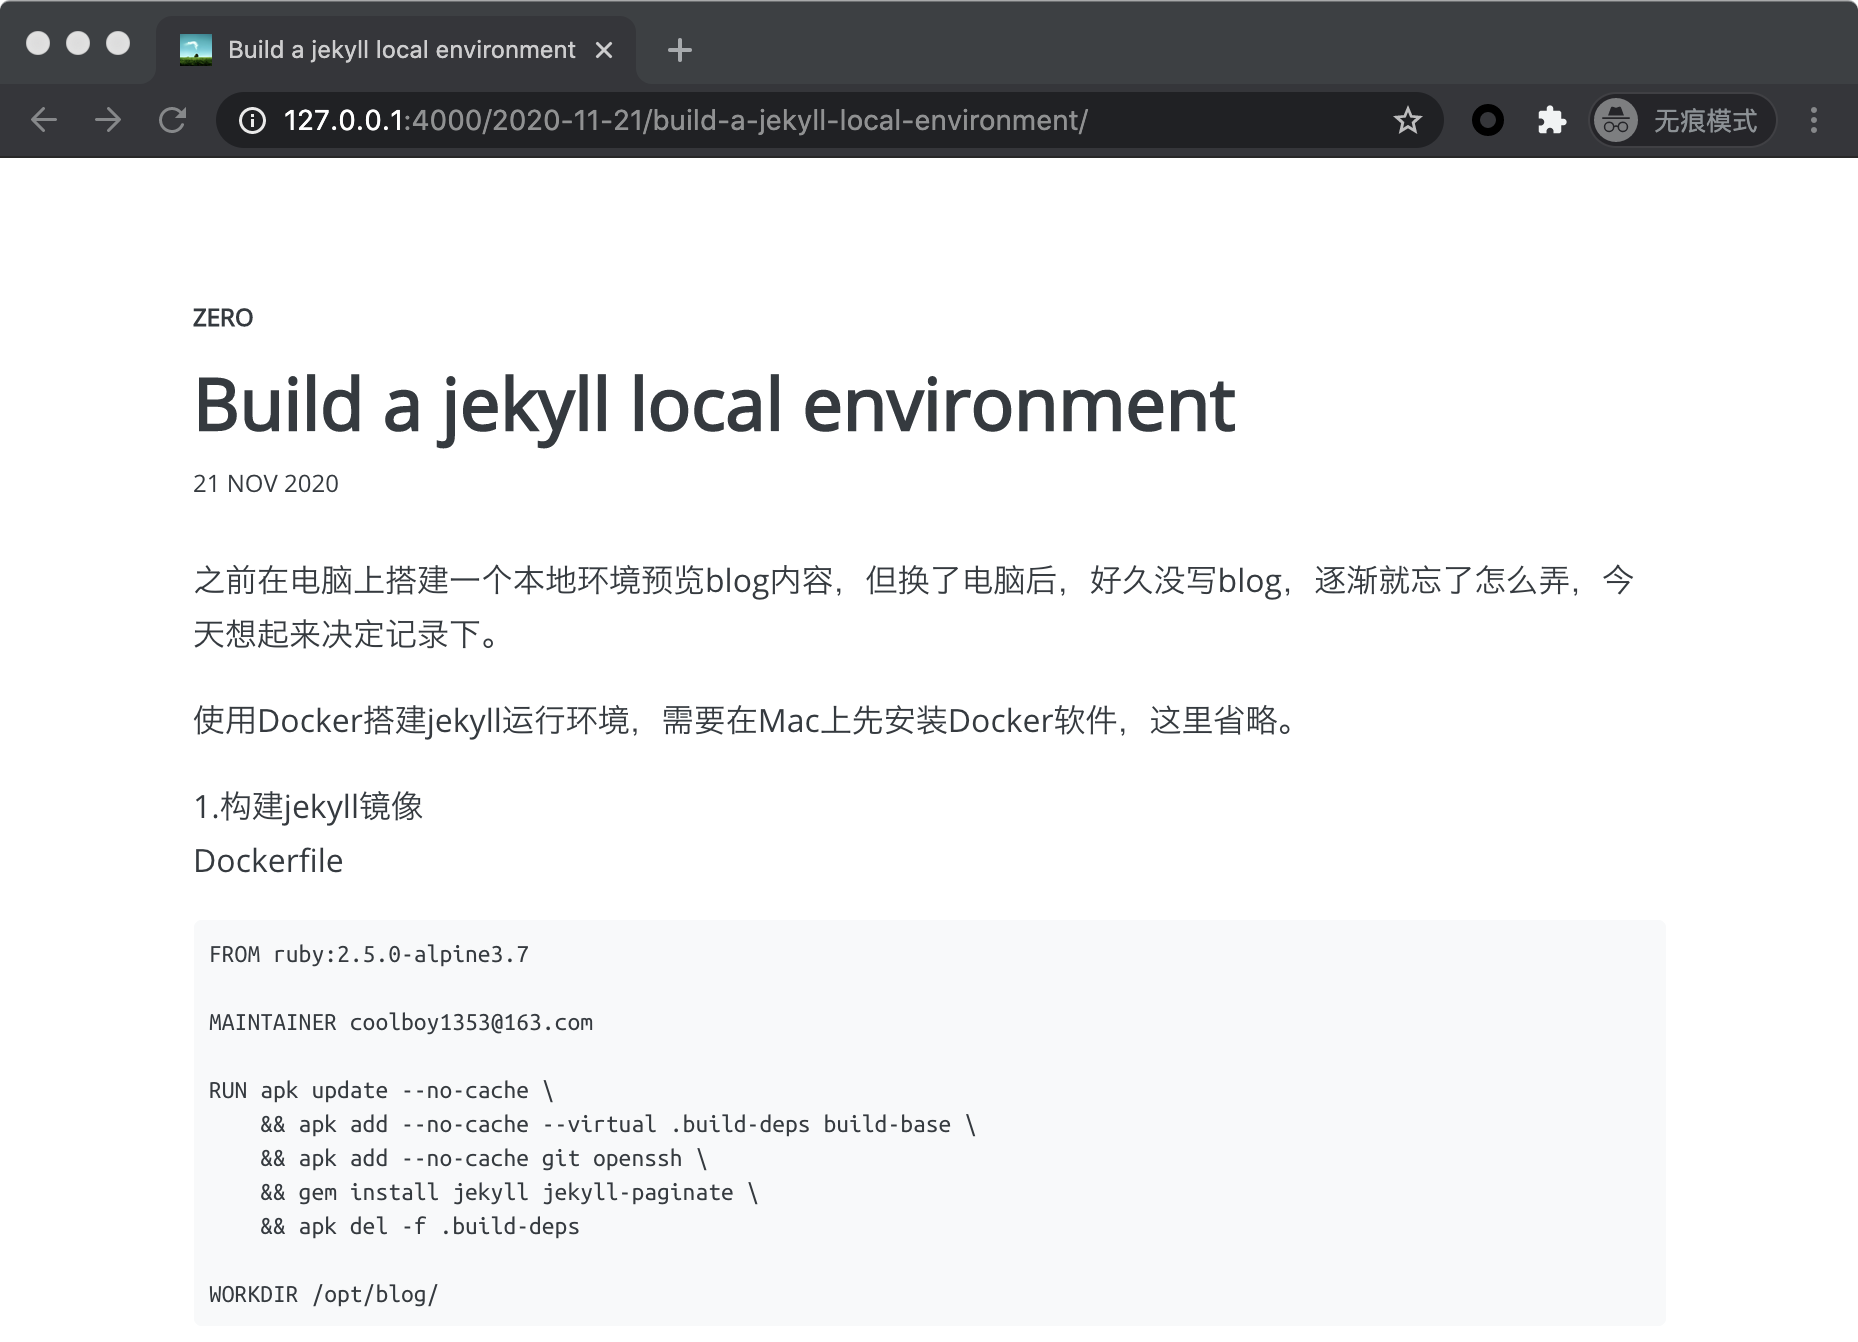 Build a jekyll local environment
127.0.0.1:4000/2020-11-21/build-a-jekyll-local-environment/
无痕模式
ZERO
Build a jekyll local environment
21 NOV 2020
之前在电脑上搭建一个本地环境预览blog内容，但换了电脑后，好久没写blog，逐渐就忘了怎么弄，今
天想起来决定记录下。
使用Docker搭建jekyll运行环境，需要在Mac上先安装Docker软件，这里省略。
1.构建jekyll镜像
Dockerfile
FROM ruby:2.5.0-alpine3.7
MAINTAINER coolboy1353@163.com
RUN apk update --no-cache \
    && apk add --no-cache --virtual .build-deps build-base \
    && apk add --no-cache git openssh \
    && gem install jekyll jekyll-paginate \
    && apk del -f .build-deps
WORKDIR /opt/blog/